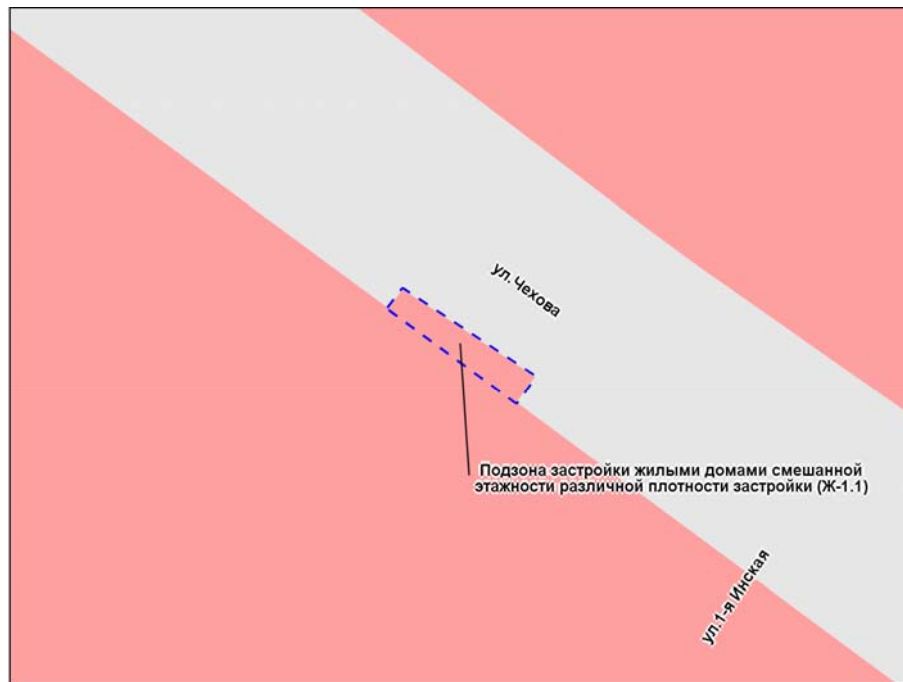 ул. Чехова
Подзона застройки жилыми домами смешанной
этажности различной плотности застройки (Ж-1.1)
ул.1-я Инская